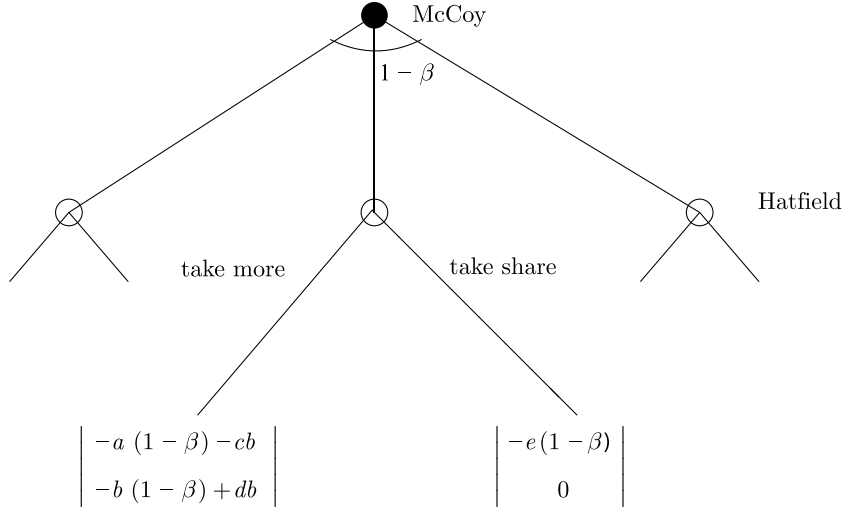 McCoy
1 − β
Hatfield
take more
take share
−a (1 − β) −cb
−b (1 − β) + db
−e (1 − β)
0